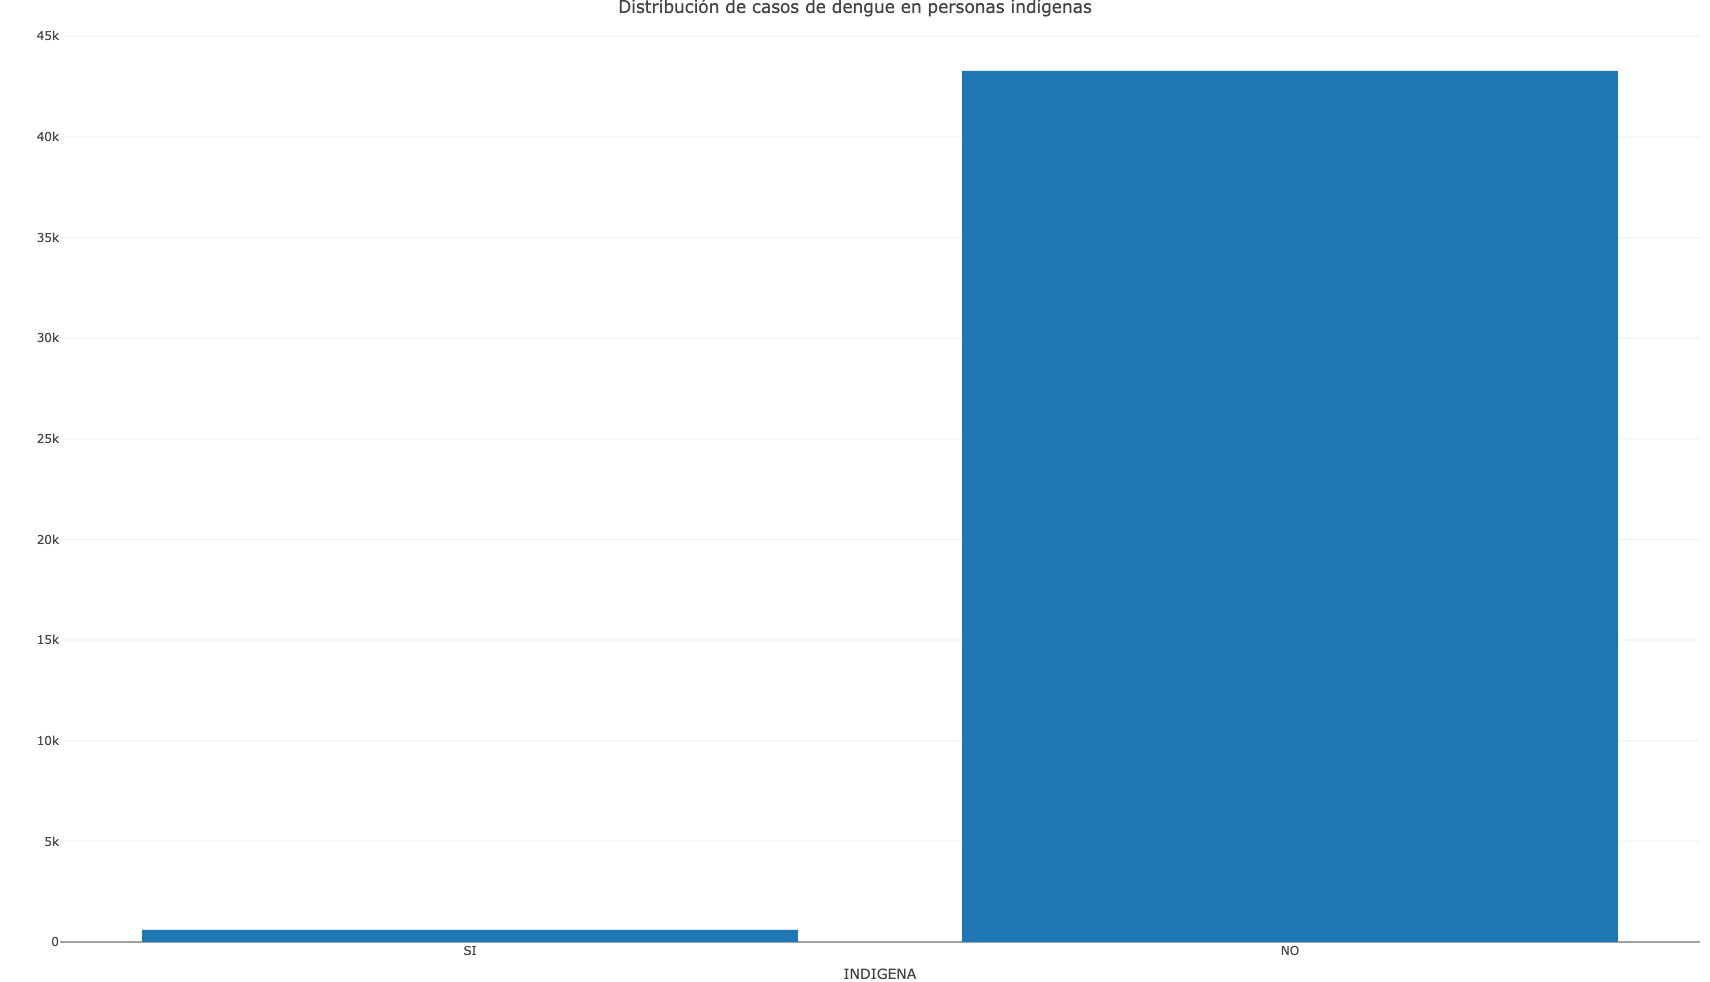 Distribución de casos de dengue en personas indígenas
45k
40k
35k
30k
25k
20k
15k
10k
5k
0
SI
NO
INDIGENA